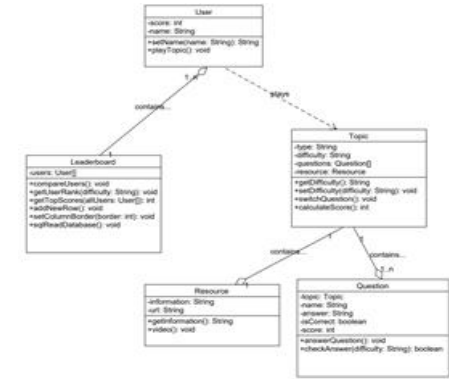 User
-score: int
-name: String
+setName(name: String): String
+playTopic(): void
1..n
contains...
plays
1
Leaderboard
-users: User[]
+compareUsers(): void
+getUserRank(difficulty: String): void
+getTopScores(allUsers: User[]): int
+addNewRow(): void
+setColumnBorder(border: int): void
+sqlReadDatabase(): void
Topic
-type: String
-difficulty: String
-questions: Question[]
-resource: Resource
+getDifficulty(): String
+setDifficulty(difficulty: String): void
+switchQuestion(): void
+calculateScore(): int
1
1
contains...
contains...
1
1..n
Resource
-information: String
-url: String
+getInformation(): String
+video(): void
Question
-topic: Topic
-name: String
-answer: String
-isCorrect: boolean
-score: int
+answerQuestion(): void
+checkAnswer(difficulty: String): boolean